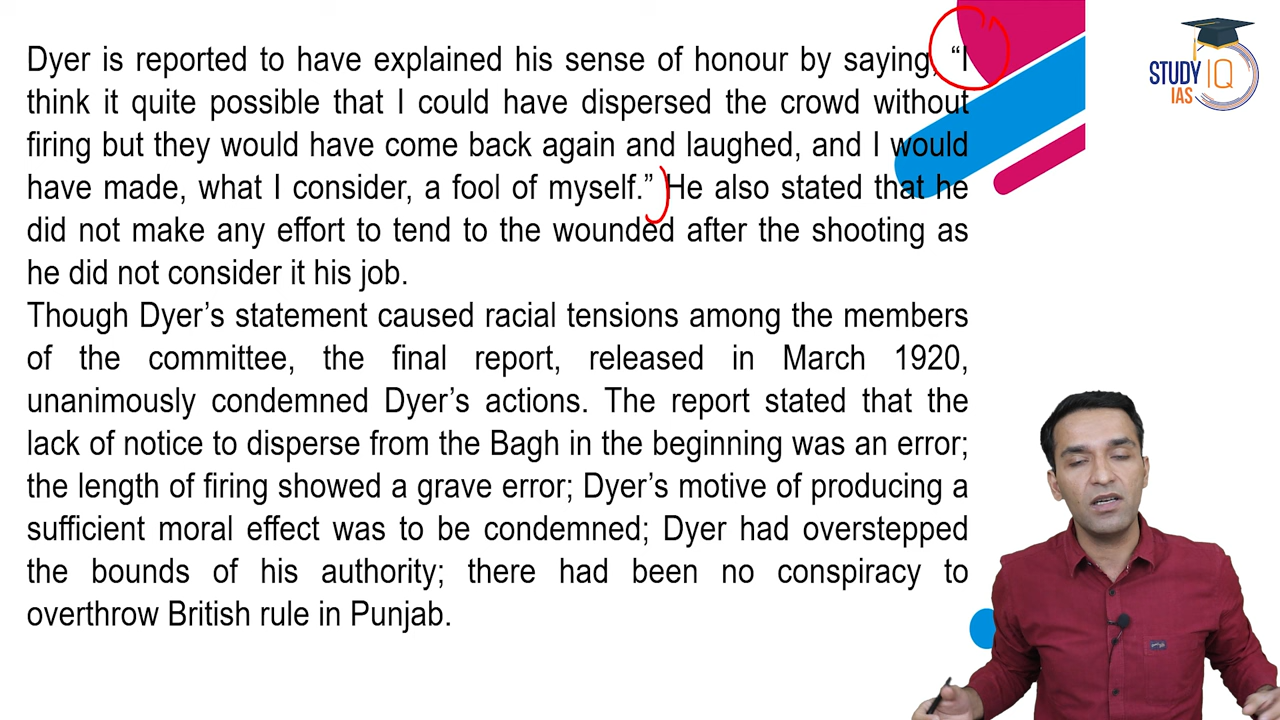 Dyer is reported to have explained his sense of honour by saying, “I
think it quite possible that I could have dispersed the crowd without
firing but they would have come back again and laughed, and I would
have made, what I consider, a fool of myself.” He also stated that he
did not make any effort to tend to the wounded after the shooting as
he did not consider it his job.
Though Dyer’s statement caused racial tensions among the members
of the committee, the final report, released in March 1920,
unanimously condemned Dyer’s actions. The report stated that the
lack of notice to disperse from the Bagh in the beginning was an error;
the length of firing showed a grave error; Dyer’s motive of producing a
sufficient moral effect was to be condemned; Dyer had overstepped
the bounds of his authority; there had been no conspiracy to
overthrow British rule in Punjab.
STUDY IQ
IAS